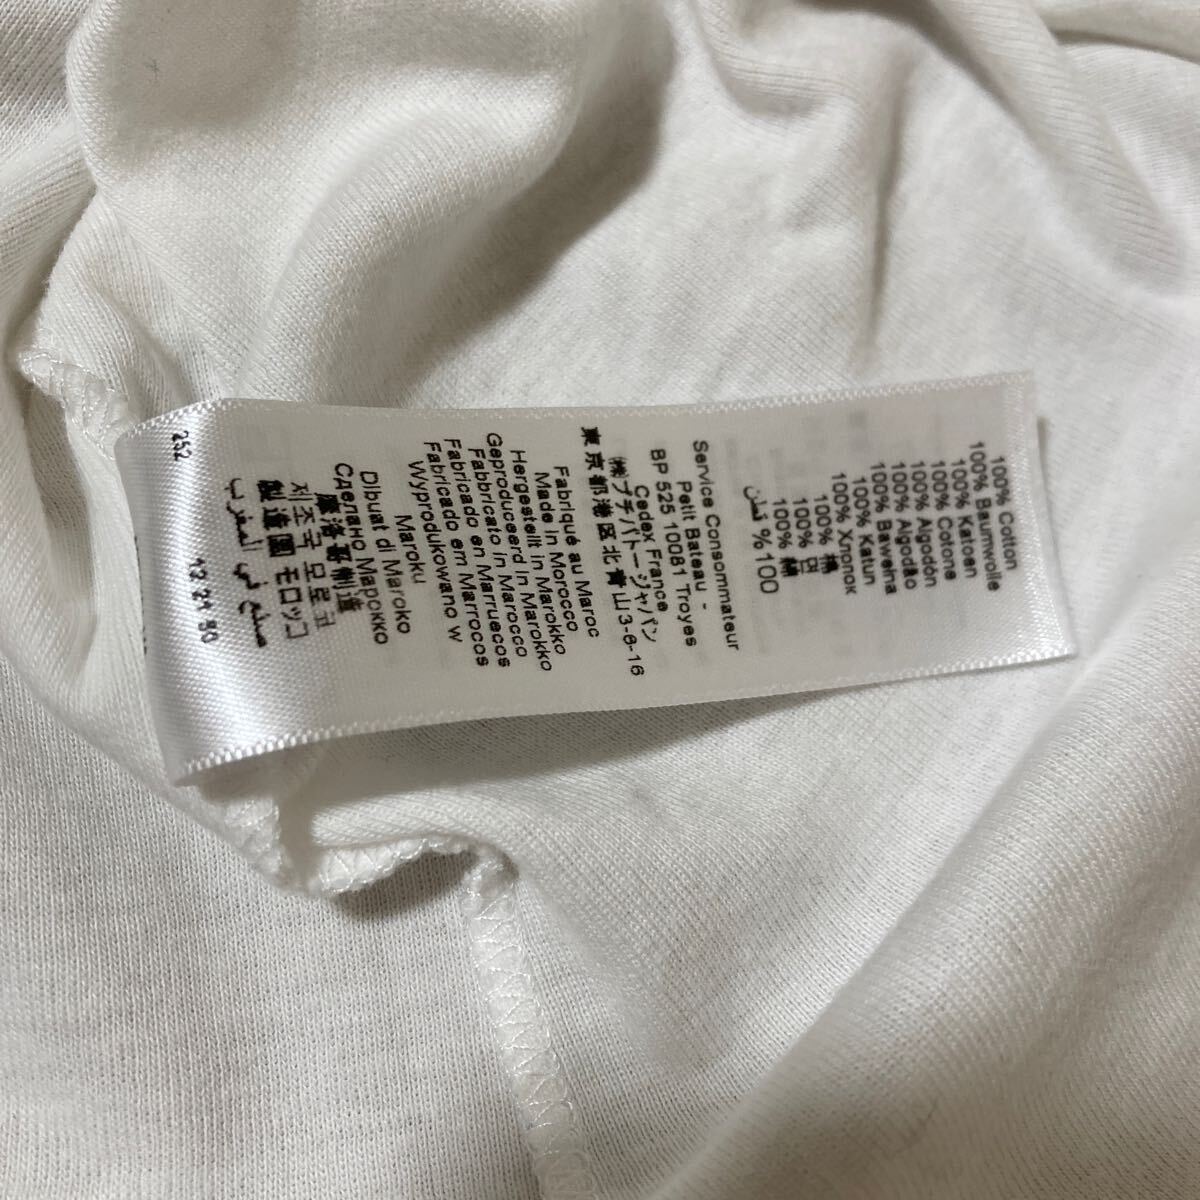 100% Cotton
100% Baumwolle
100% Katoen
100% Cotone
100% Algodón
100% Algodão
100% Bawełna
100% Katun
100% Хлопок
100% 棉
100% 면
100% 綿
100% قطن
Service Consommateur
Petit Bateau -
BP 525 10081 Troyes
Cedex France
(株)プチバトージャパン
東京都港区北青山3-6-16
Fabriqué au Maroc
Made in Morocco
Hergestellt in Marokko
Geproduceerd in Marokko
Fabbricato in Marocco
Fabricado en Marruecos
Fabricado em Marrocos
Wyprodukowano w
Maroku
Dibuat di Maroko
Сделано Марокко
摩洛哥制造
제조국 모로코
製造國 モロッコ
صنع في المغرب
252